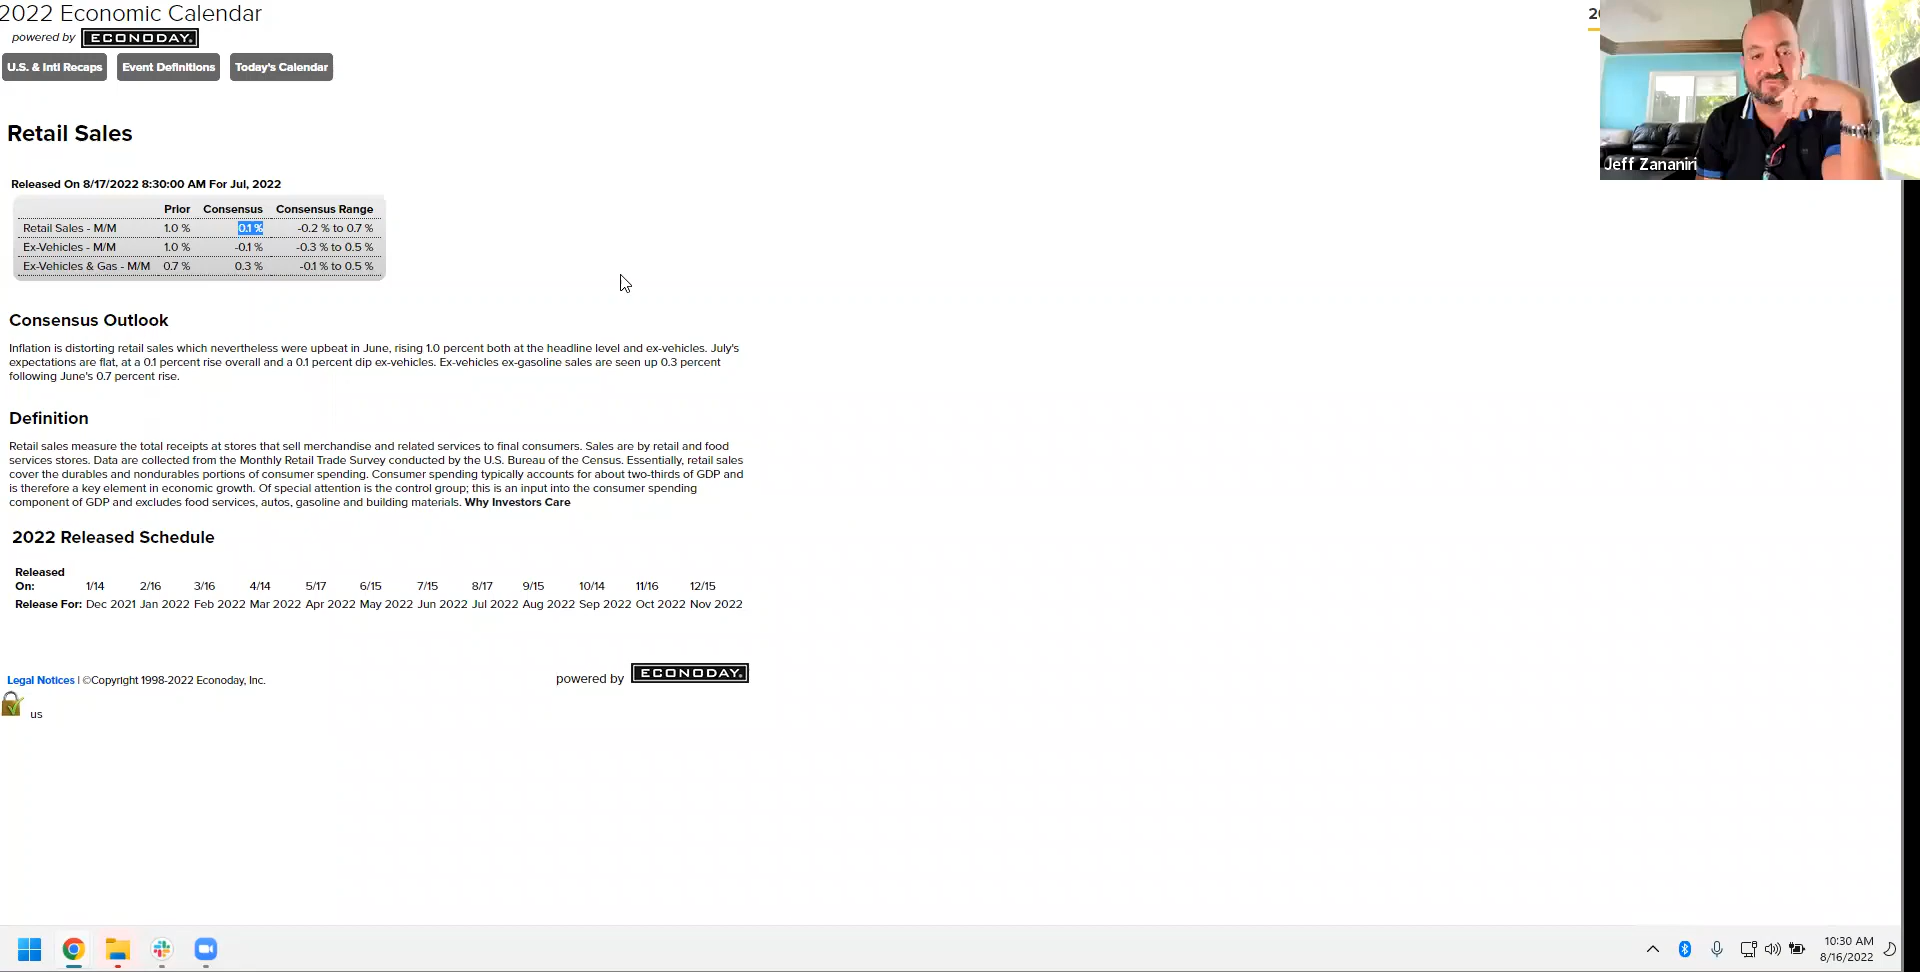 2022 Economic Calendar
powered by ECONODAY
U.S. & Intl Recaps Event Definitions Today's Calendar
Retail Sales
Released On 8/17/2022 8:30:00 AM For Jul, 2022
Prior Consensus Consensus Range
Retail Sales - M/M 1.0 % 0.1 % -0.2 % to 0.7 %
Ex-Vehicles - M/M 1.0 % -0.1 % -0.3 % to 0.5 %
Ex-Vehicles & Gas - M/M 0.7 % 0.3 % -0.1 % to 0.5 %
Consensus Outlook
Inflation is distorting retail sales which nevertheless were upbeat in June, rising 1.0 percent both at the headline level and ex-vehicles. July's
expectations are flat, at a 0.1 percent rise overall and a 0.1 percent dip ex-vehicles. Ex-vehicles ex-gasoline sales are seen up 0.3 percent
following June's 0.7 percent rise.
Definition
Retail sales measure the total receipts at stores that sell merchandise and related services to final consumers. Sales are by retail and food
services stores. Data are collected from the Monthly Retail Trade Survey conducted by the U.S. Bureau of the Census. Essentially, retail sales
cover the durables and nondurables portions of consumer spending. Consumer spending typically accounts for about two-thirds of GDP and
is therefore a key element in economic growth. Of special attention is the control group; this is an input into the consumer spending
component of GDP and excludes food services, autos, gasoline and building materials. Why Investors Care
2022 Released Schedule
Released
On: 1/14 2/16 3/16 4/14 5/17 6/15 7/15 8/17 9/15 10/14 11/16 12/15
Release For: Dec 2021 Jan 2022 Feb 2022 Mar 2022 Apr 2022 May 2022 Jun 2022 Jul 2022 Aug 2022 Sep 2022 Oct 2022 Nov 2022
Legal Notices | ©Copyright 1998-2022 Econoday, Inc.
powered by ECONODAY
us
Jeff Zananiri
10:30 AM
8/16/2022